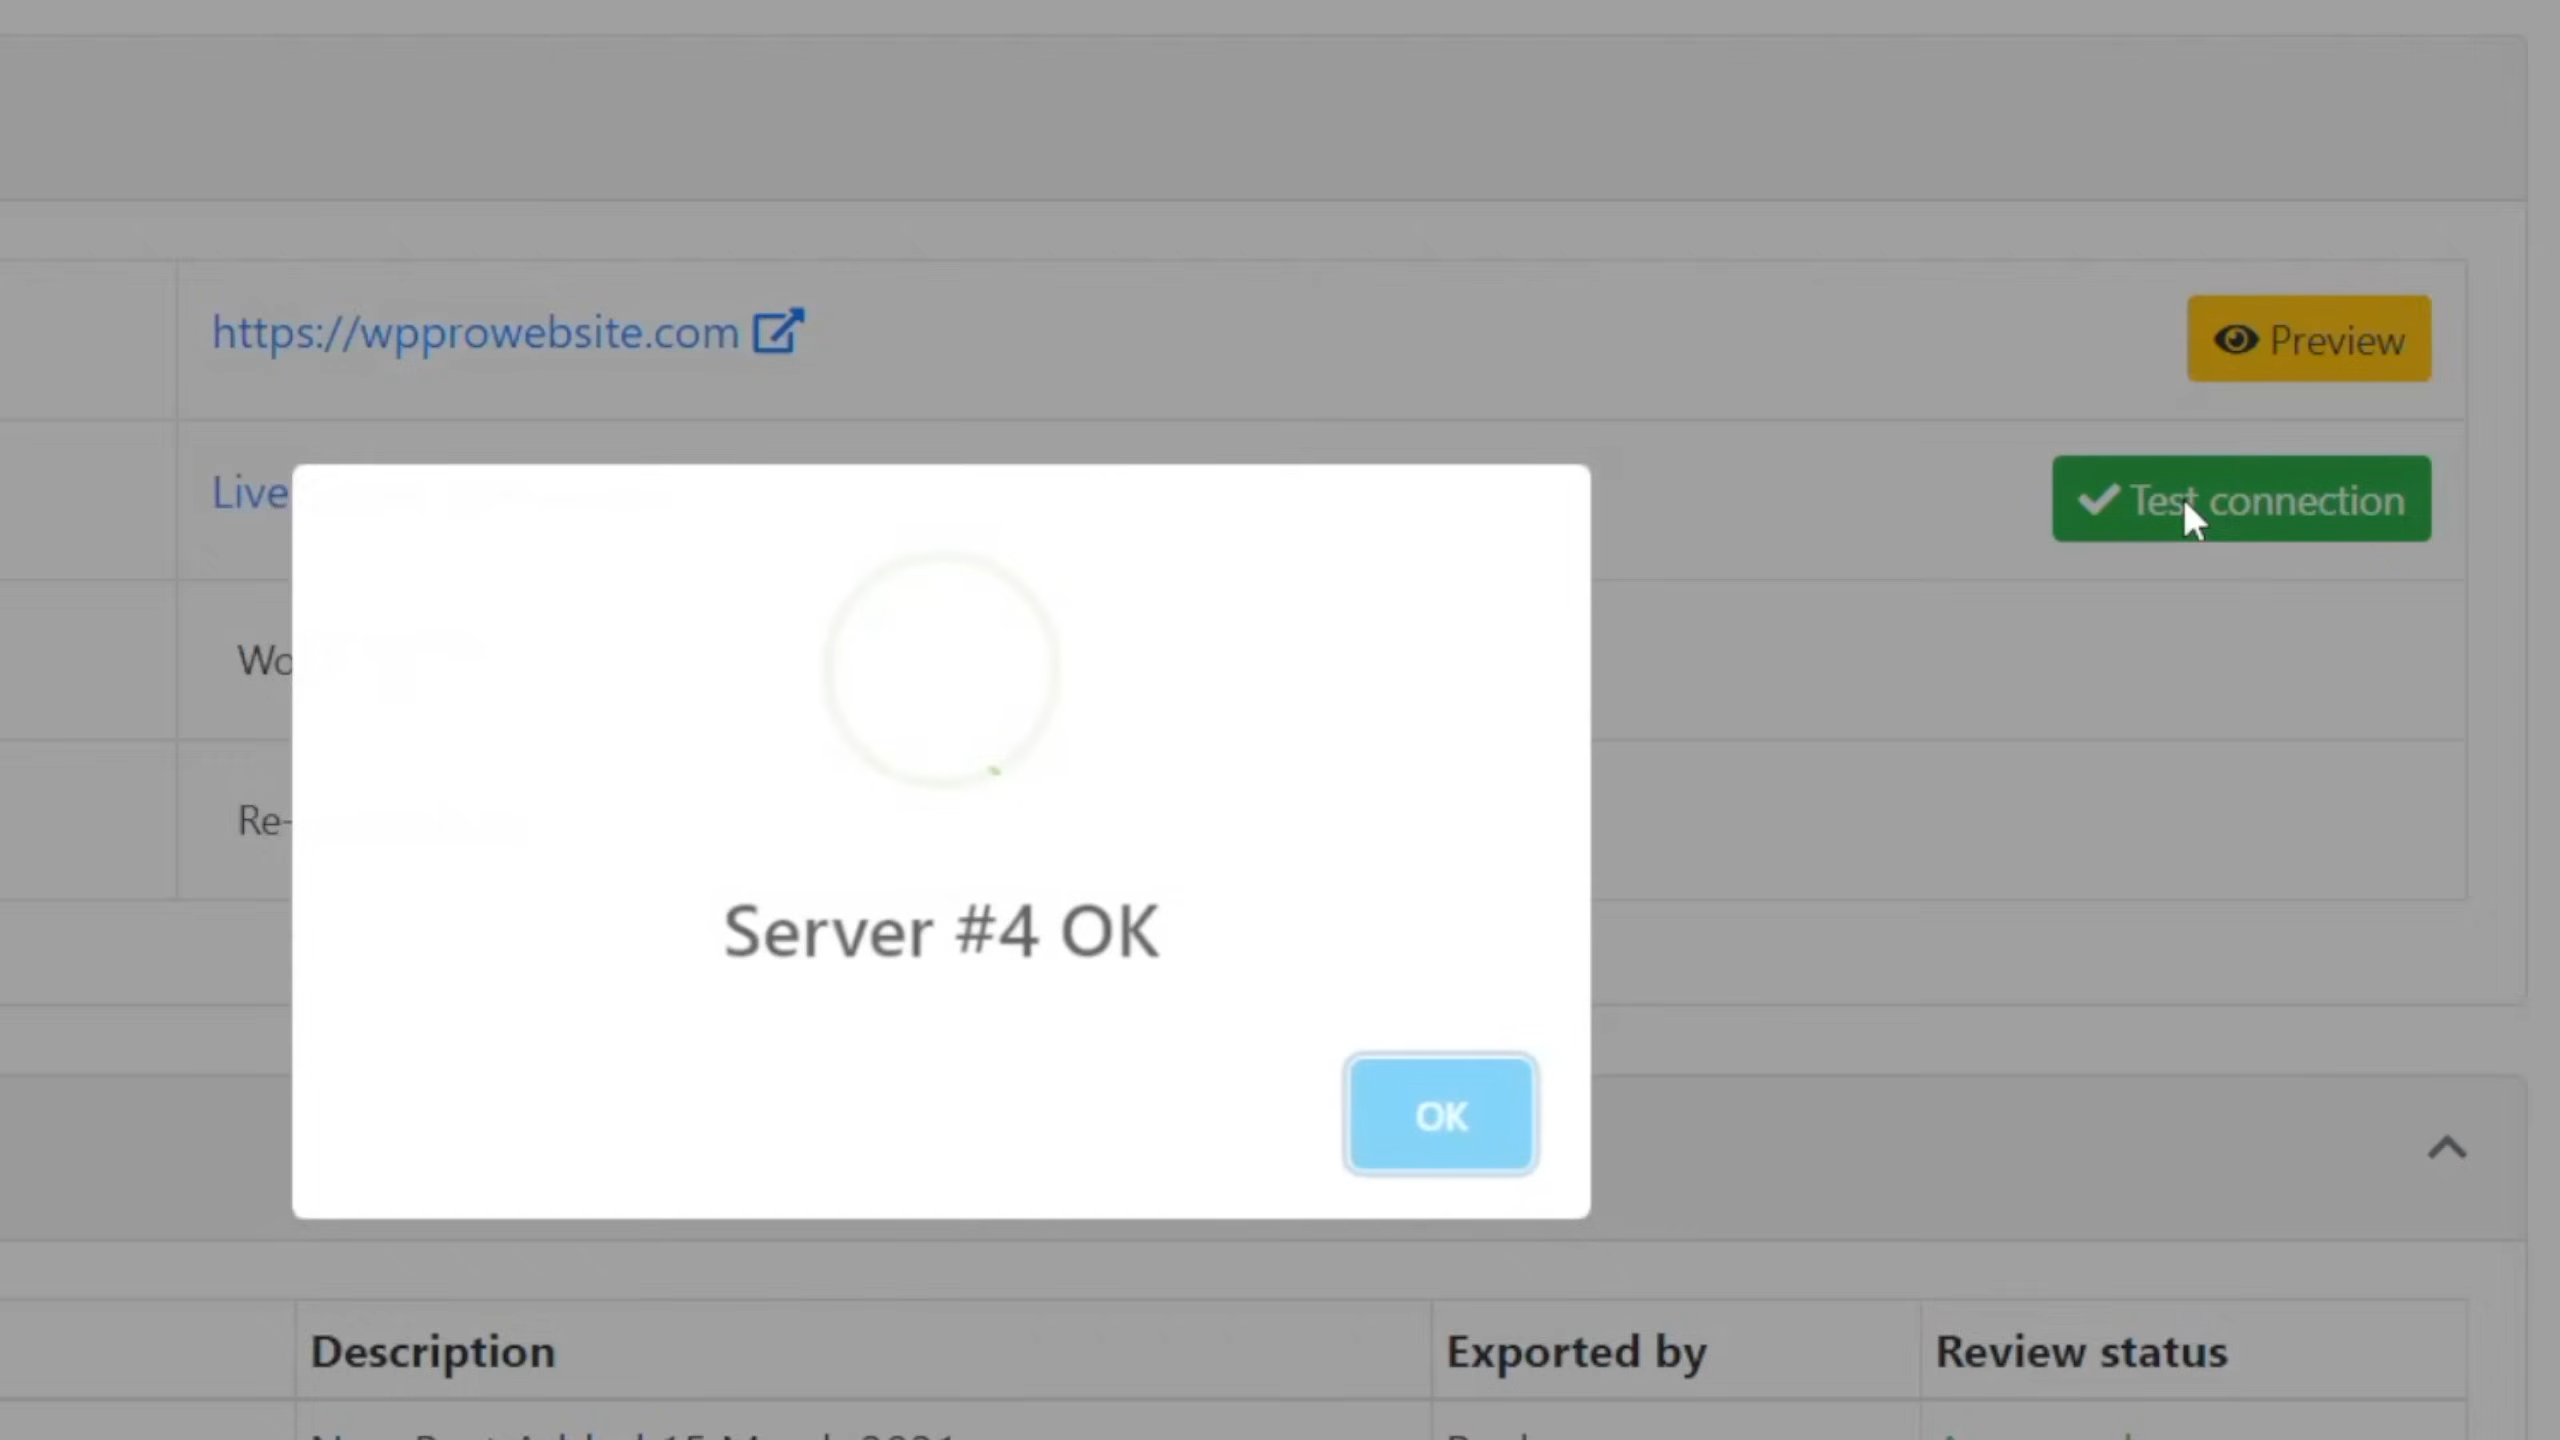 https://wpprowebsite.com
Preview
Live
Test connection
Wo
Re-
Server #4 OK
OK
Description
Exported by
Review status